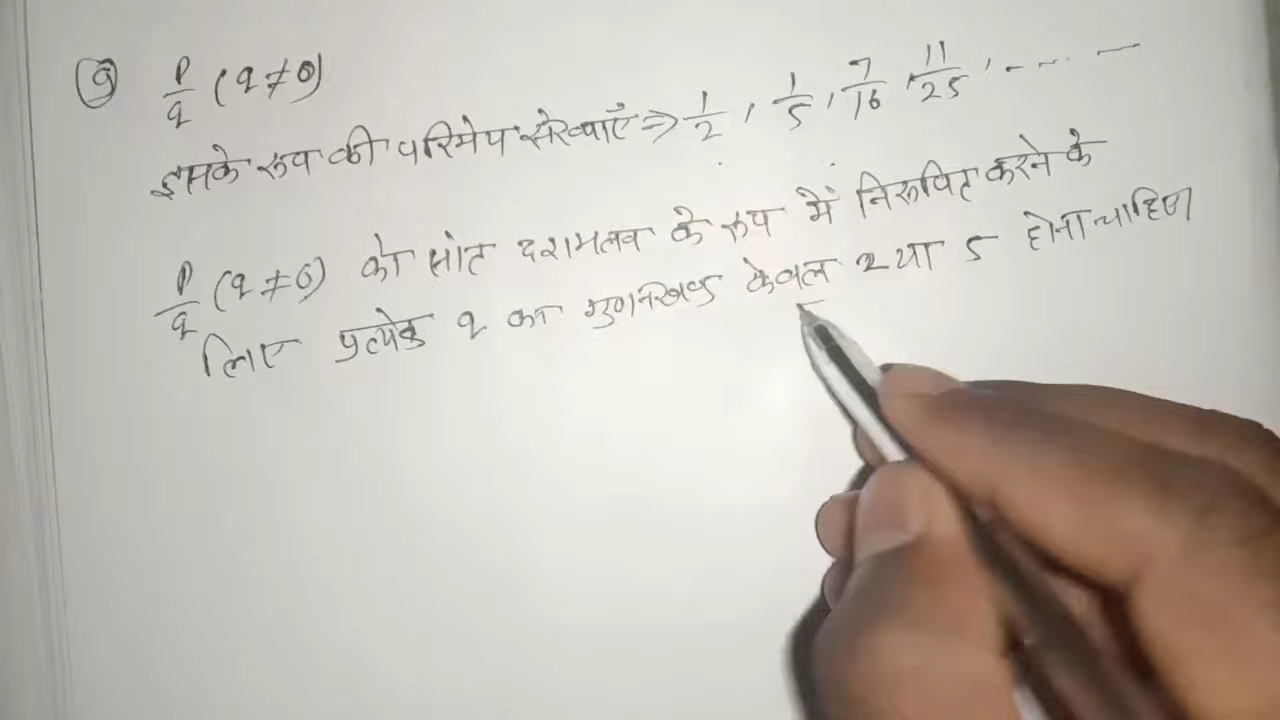 ⑨ p/q (q≠0)
इसके रूप की परिमेय संख्याएँ ⇒ 1/2, 1/5, 7/16, 11/25, ....—
p/q (q≠0) को सांत दशमलव के रूप में निरुपित करने के
लिए प्रत्येक q का गुणनखण्ड केवल 2 या 5 होना चाहिए।